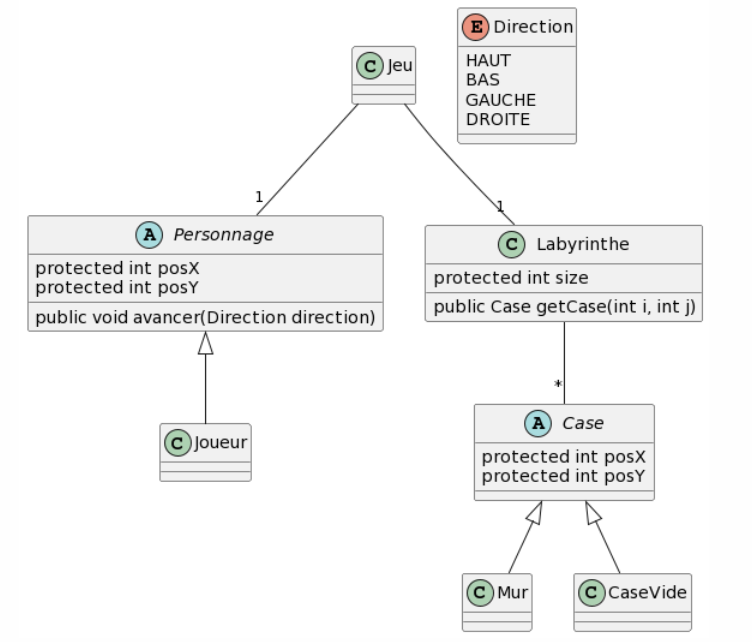 C Jeu
E Direction
HAUT
BAS
GAUCHE
DROITE
1
1
A Personnage
protected int posX
protected int posY
public void avancer(Direction direction)
C Labyrinthe
protected int size
public Case getCase(int i, int j)
*
C Joueur
A Case
protected int posX
protected int posY
C Mur
C CaseVide